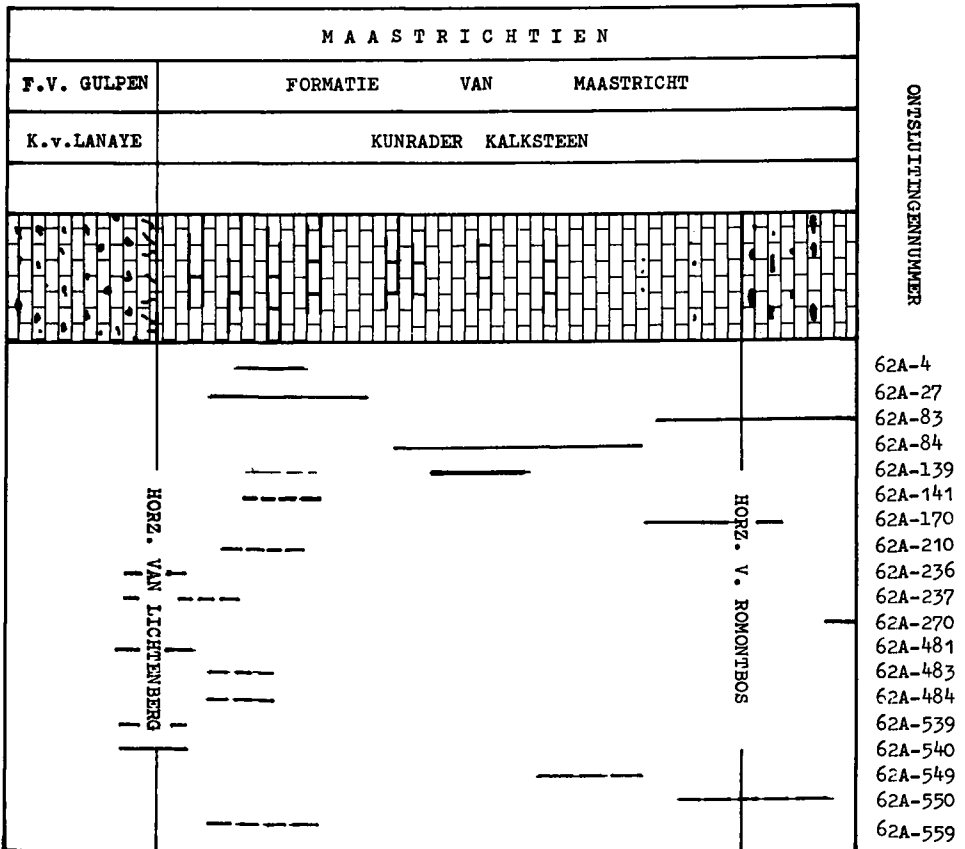 M A A S T R I C H T I E N
F.V. GULPEN FORMATIE VAN MAASTRICHT
K.v.LANAYE KUNRADER KALKSTEEN
ONTSLUITINGENNUMMER
62A-4
62A-27
62A-83
62A-84
62A-139
62A-141
62A-170
62A-210
62A-236
62A-237
62A-270
62A-481
62A-483
62A-484
62A-539
62A-540
62A-549
62A-550
62A-559
HORZ. VAN LICHTENBERG
HORZ. V. ROMONTBOS